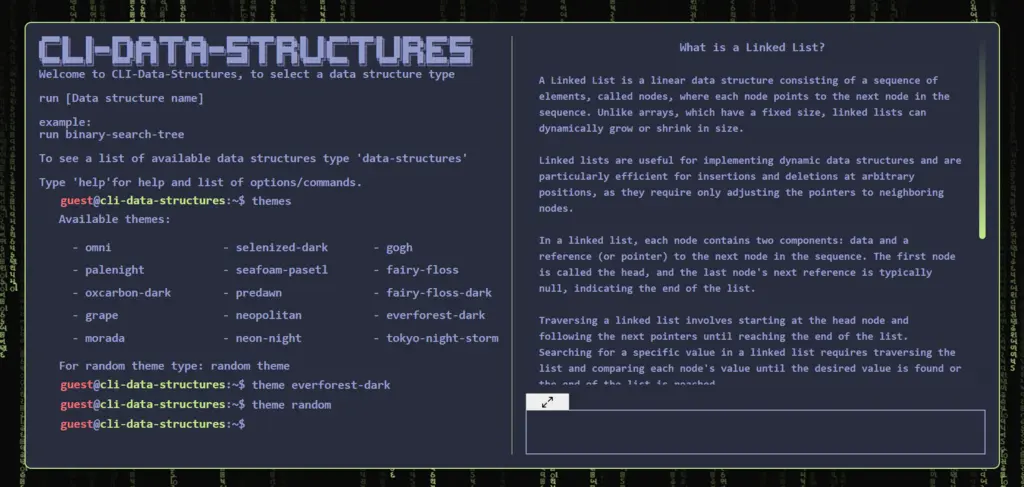 CLI-DATA-STRUCTURES
Welcome to CLI-Data-Structures, to select a data structure type
run [Data structure name]
example:
run binary-search-tree
To see a list of available data structures type 'data-structures'
Type 'help'for help and list of options/commands.
guest@cli-data-structures:~$ themes
Available themes:
- omni - selenized-dark - gogh
- palenight - seafoam-pasetl - fairy-floss
- oxcarbon-dark - predawn - fairy-floss-dark
- grape - neopolitan - everforest-dark
- morada - neon-night - tokyo-night-storm
For random theme type: random theme
guest@cli-data-structures:~$ theme everforest-dark
guest@cli-data-structures:~$ theme random
guest@cli-data-structures:~$
What is a Linked List?
A Linked List is a linear data structure consisting of a sequence of
elements, called nodes, where each node points to the next node in the
sequence. Unlike arrays, which have a fixed size, linked lists can
dynamically grow or shrink in size.
Linked lists are useful for implementing dynamic data structures and are
particularly efficient for insertions and deletions at arbitrary
positions, as they require only adjusting the pointers to neighboring
nodes.
In a linked list, each node contains two components: data and a
reference (or pointer) to the next node in the sequence. The first node
is called the head, and the last node's next reference is typically
null, indicating the end of the list.
Traversing a linked list involves starting at the head node and
following the next pointers until reaching the end of the list.
Searching for a specific value in a linked list requires traversing the
list and comparing each node's value until the desired value is found or
the end of the list is reached.